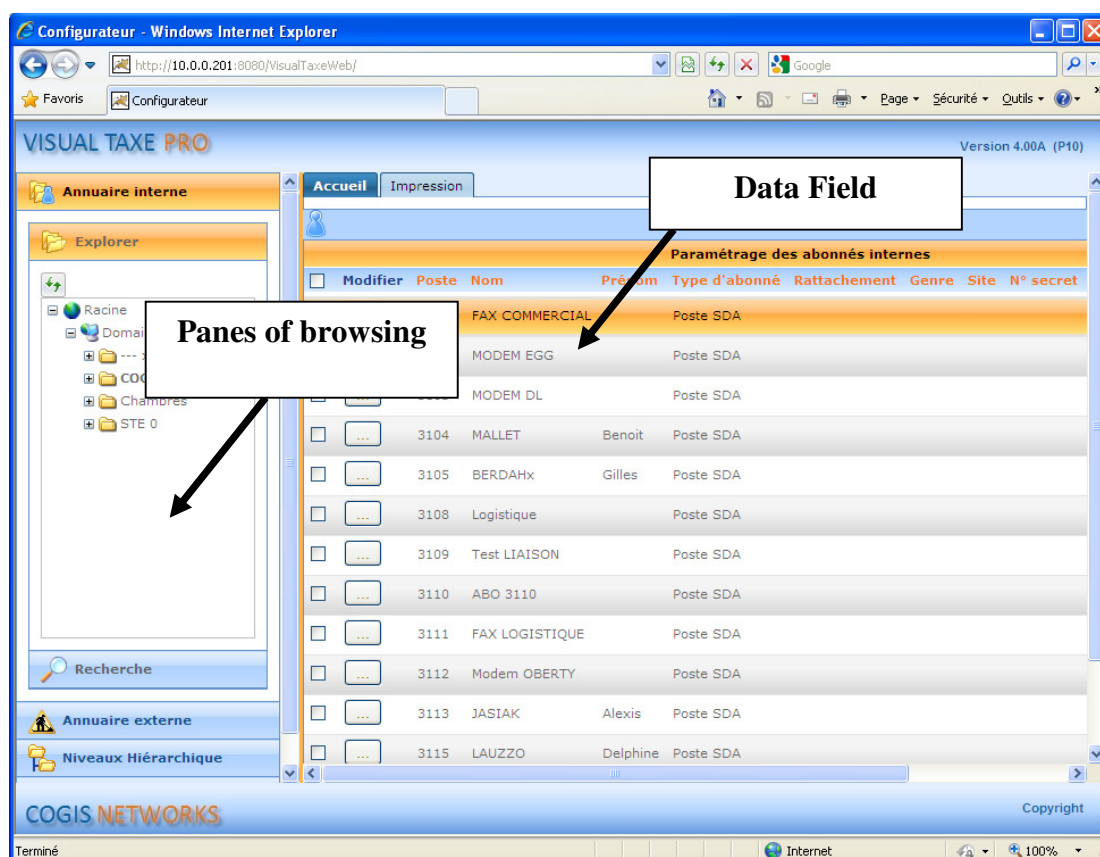 Configurateur - Windows Internet Explorer
http://10.0.0.201:8080/VisualTaxeWeb/
Google
Favoris
Configurateur
Page
Sécurité
Outils
»
VISUAL TAXE PRO
Version 4.00A (P10)
Annuaire interne
Accueil
Impression
Data Field
Explorer
Paramétrage des abonnés internes
Modifier Poste Nom Prénom Type d'abonné Rattachement Genre Site N° secret
Racine
Panes of browsing
FAX COMMERCIAL Poste SDA
---
MODEM EGG Poste SDA
Chambres
... MODEM DL Poste SDA
STE 0
... 3104 MALLET Benoit Poste SDA
... 3105 BERDAHx Gilles Poste SDA
... 3108 Logistique Poste SDA
... 3109 Test LIAISON Poste SDA
... 3110 ABO 3110 Poste SDA
... 3111 FAX LOGISTIQUE Poste SDA
Recherche
... 3112 Modem OBERTY Poste SDA
Annuaire externe
... 3113 JASIAK Alexis Poste SDA
Niveaux Hiérarchique
... 3115 LAUZZO Delphine Poste SDA
COGIS NETWORKS
Copyright
Terminé
Internet
100%